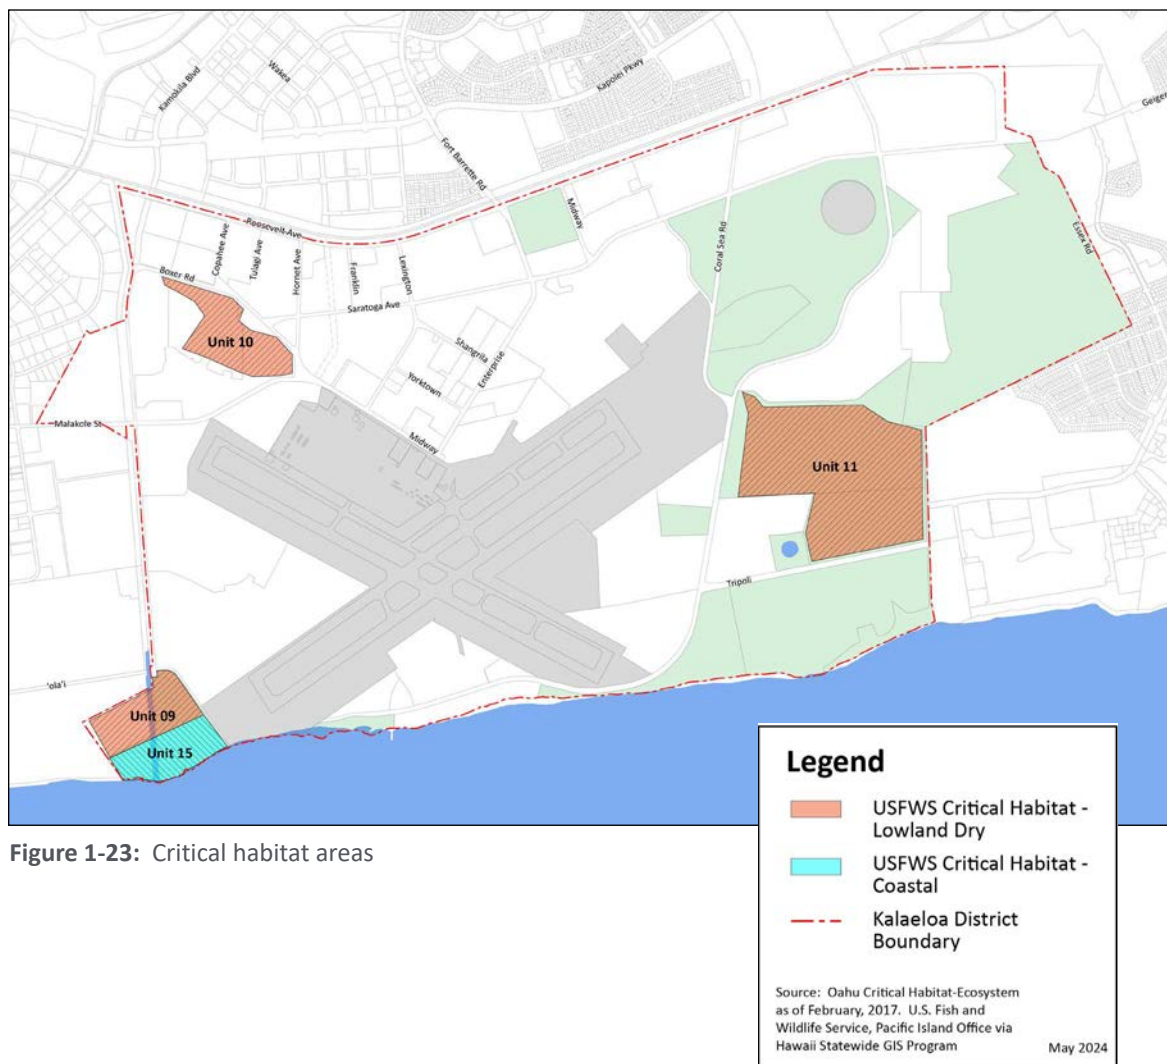 Kamokila Blvd
Wakea
Kapolei Pkwy
Geiger
Fort Barrette Rd
Midway
Roosevelt Ave
Copahee Ave
Tulagi Ave
Hornet Ave
Franklin
Lexington
Coral Sea Rd
Essex Rd
Boxer Rd
Saratoga Ave
Unit 10
Shangrila
Enterprise
Yorktown
Malakole St
Midway
Unit 11
Tripoli
'ola'i
Unit 09
Unit 15
Figure 1-23: Critical habitat areas
Legend
USFWS Critical Habitat -
Lowland Dry
USFWS Critical Habitat -
Coastal
Kalaeloa District
Boundary
Source: Oahu Critical Habitat-Ecosystem
as of February, 2017. U.S. Fish and
Wildlife Service, Pacific Island Office via
Hawaii Statewide GIS Program
May 2024